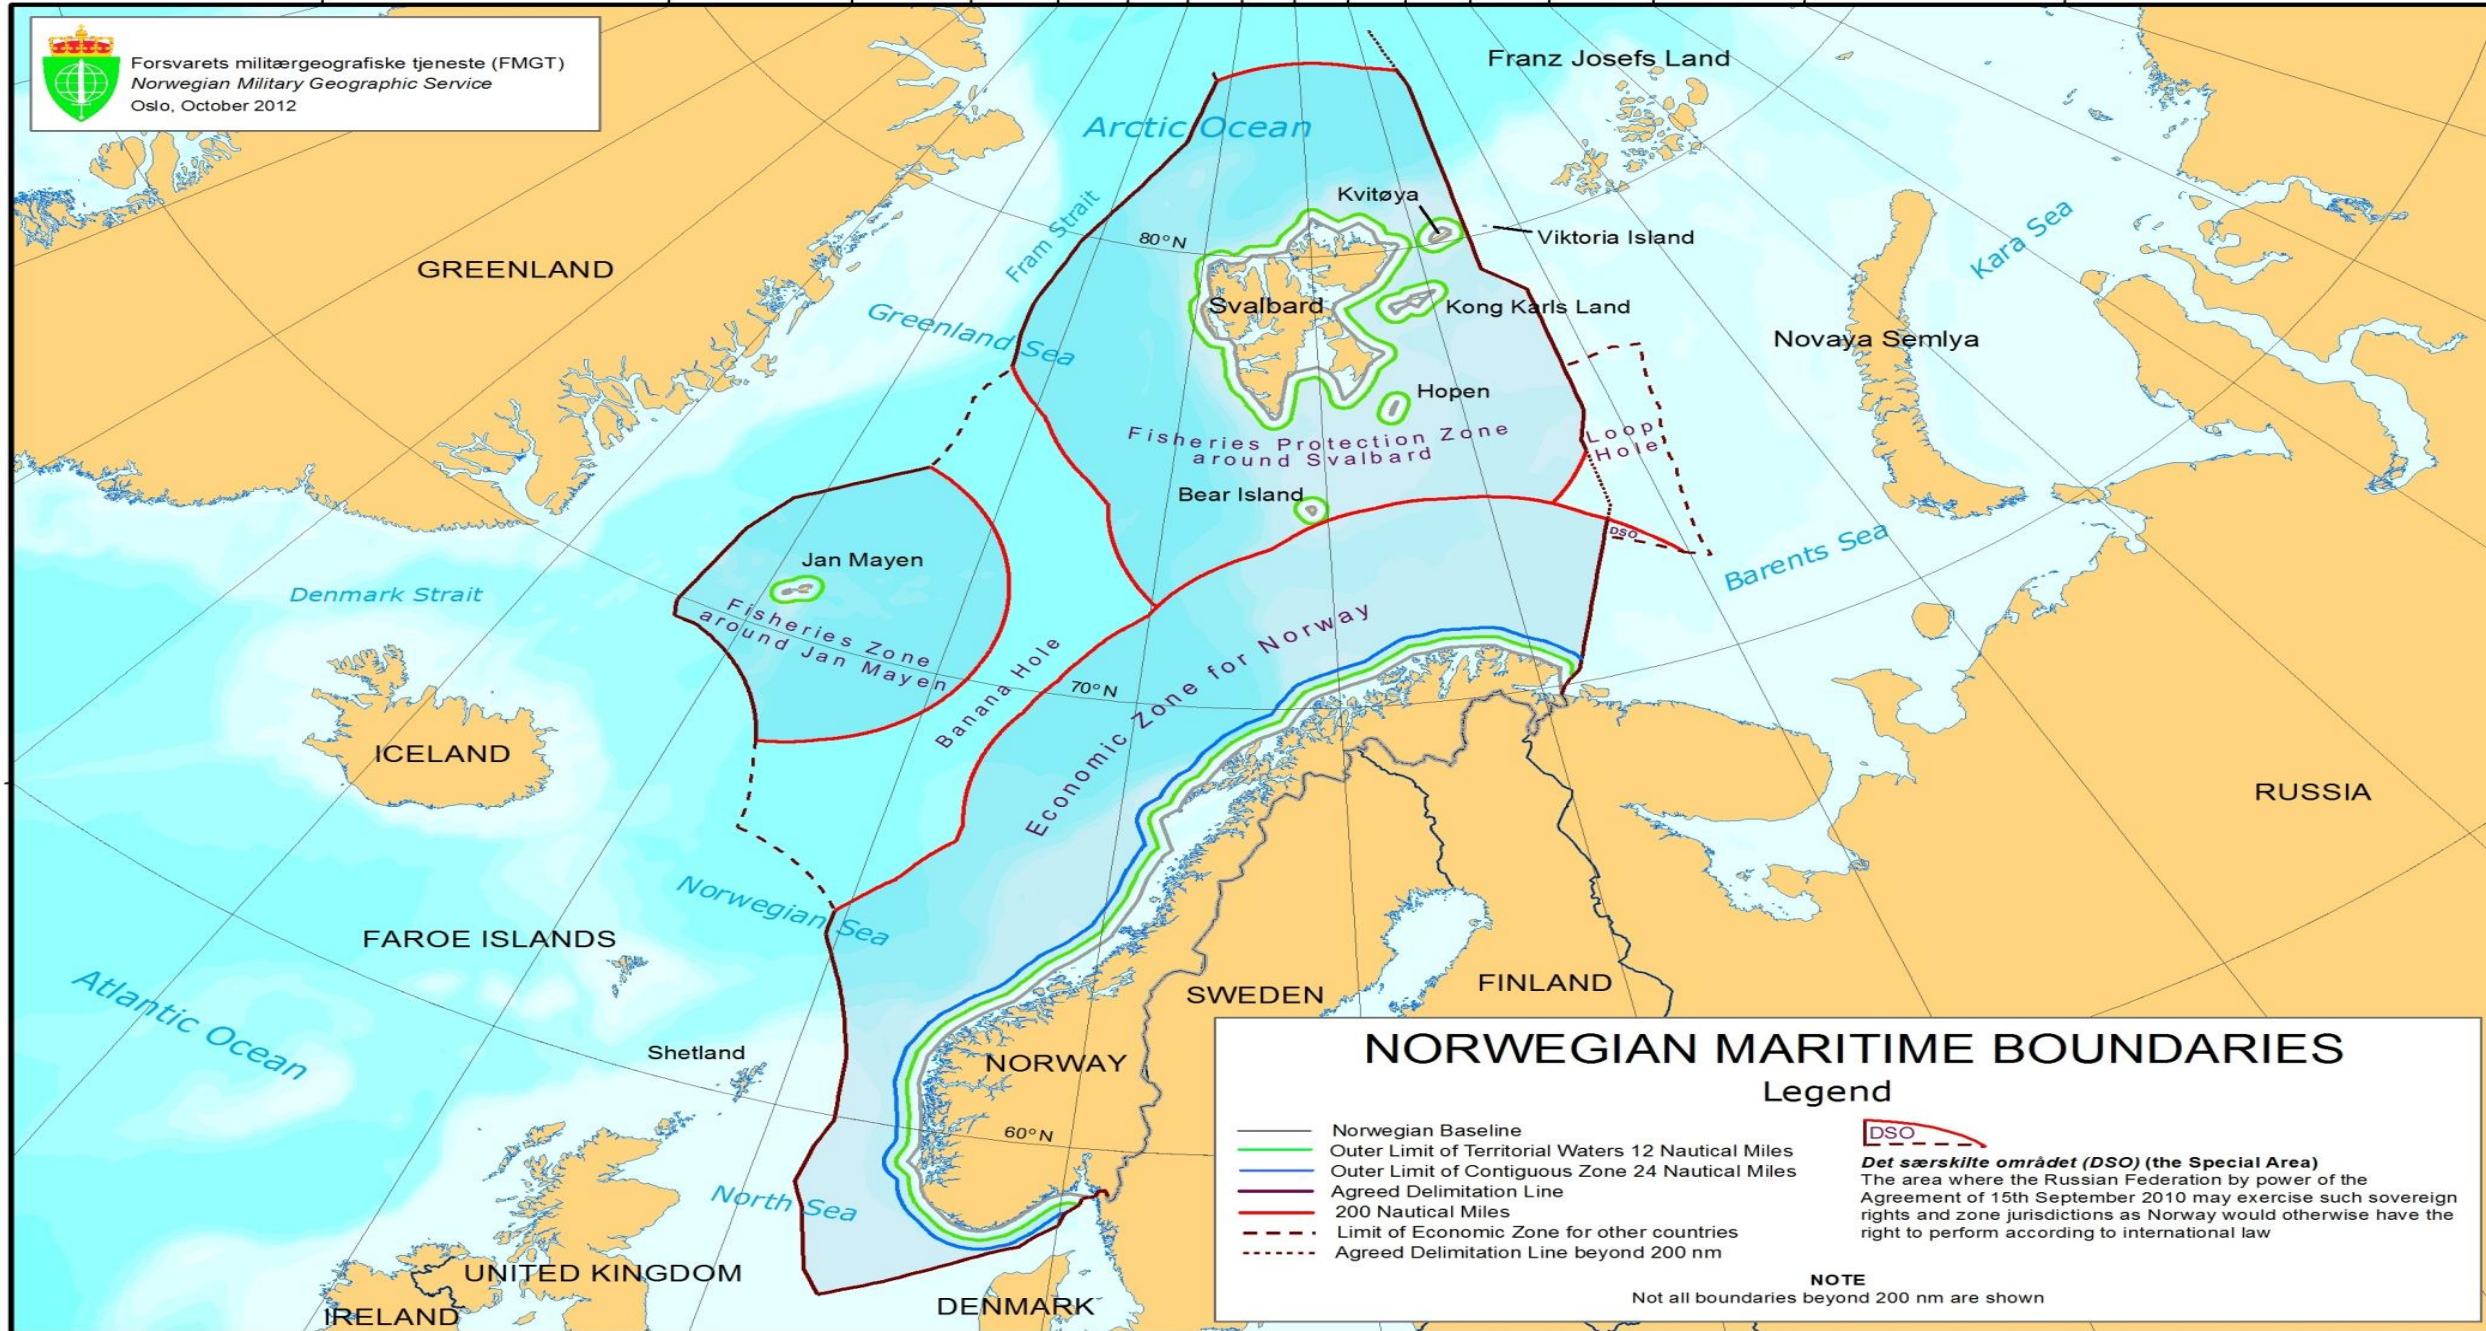 Forsvarets militærgeografiske tjeneste (FMGT)
Norwegian Military Geographic Service
Oslo, October 2012
Franz Josefs Land
Arctic Ocean
Kvitøya
Viktoria Island
Kara Sea
Fram Strait
80°N
GREENLAND
Greenland Sea
Svalbard
Kong Karls Land
Novaya Semlya
Hopen
Fisheries Protection Zone
around Svalbard
Loop
Hole
Bear Island
DSO
Barents Sea
Jan Mayen
Denmark Strait
Fisheries Zone
around Jan Mayen
Banana Hole
70°N
Economic Zone for Norway
ICELAND
RUSSIA
Norwegian Sea
FAROE ISLANDS
Atlantic Ocean
SWEDEN
FINLAND
Shetland
NORWAY
60°N
North Sea
UNITED KINGDOM
IRELAND
DENMARK
NORWEGIAN MARITIME BOUNDARIES
Legend
Norwegian Baseline
Outer Limit of Territorial Waters 12 Nautical Miles
Outer Limit of Contiguous Zone 24 Nautical Miles
Agreed Delimitation Line
200 Nautical Miles
Limit of Economic Zone for other countries
Agreed Delimitation Line beyond 200 nm
DSO
Det særskilte området (DSO) (the Special Area)
The area where the Russian Federation by power of the
Agreement of 15th September 2010 may exercise such sovereign
rights and zone jurisdictions as Norway would otherwise have the
right to perform according to international law
NOTE
Not all boundaries beyond 200 nm are shown